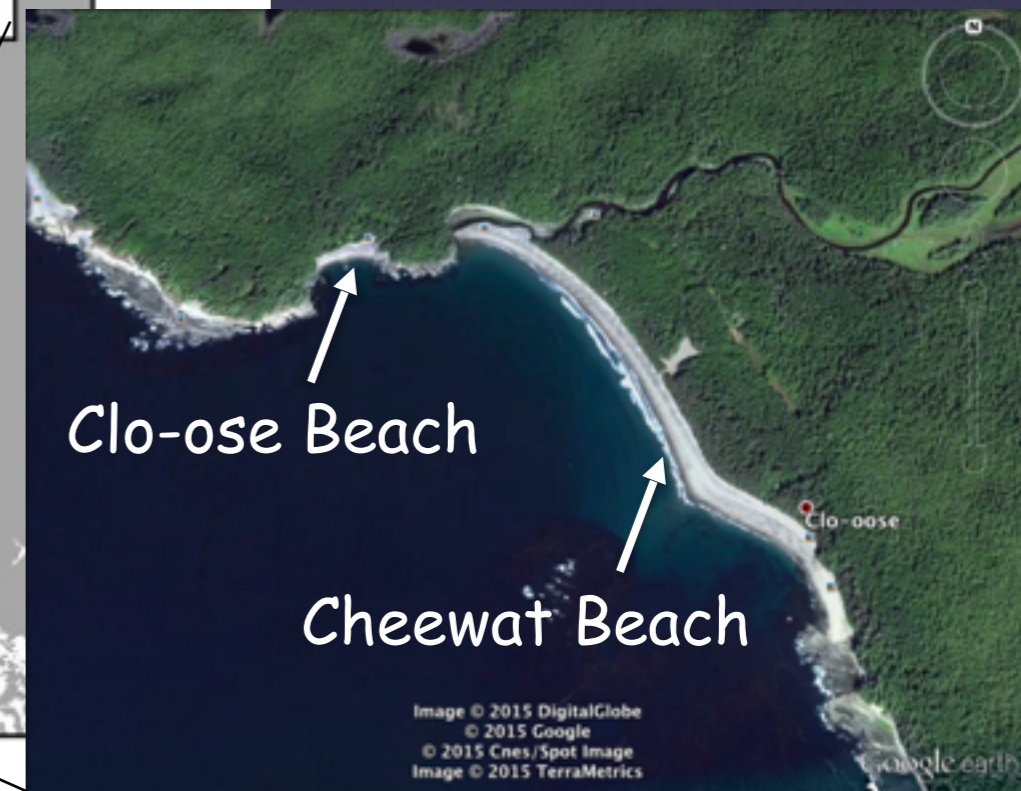 N
Clo-ose Beach
Clo-oose
Cheewat Beach
Image © 2015 DigitalGlobe
© 2015 Google
© 2015 Cnes/Spot Image
Image © 2015 TerraMetrics
Google earth